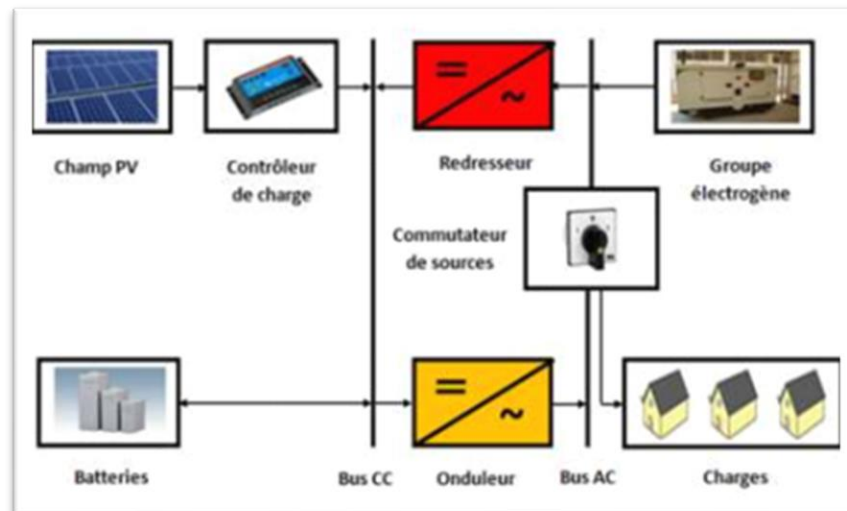 Champ PV
Contrôleur
de charge
Redresseur
Groupe
électrogène
Commutateur
de sources
Batteries
Bus CC
Onduleur
Bus AC
Charges